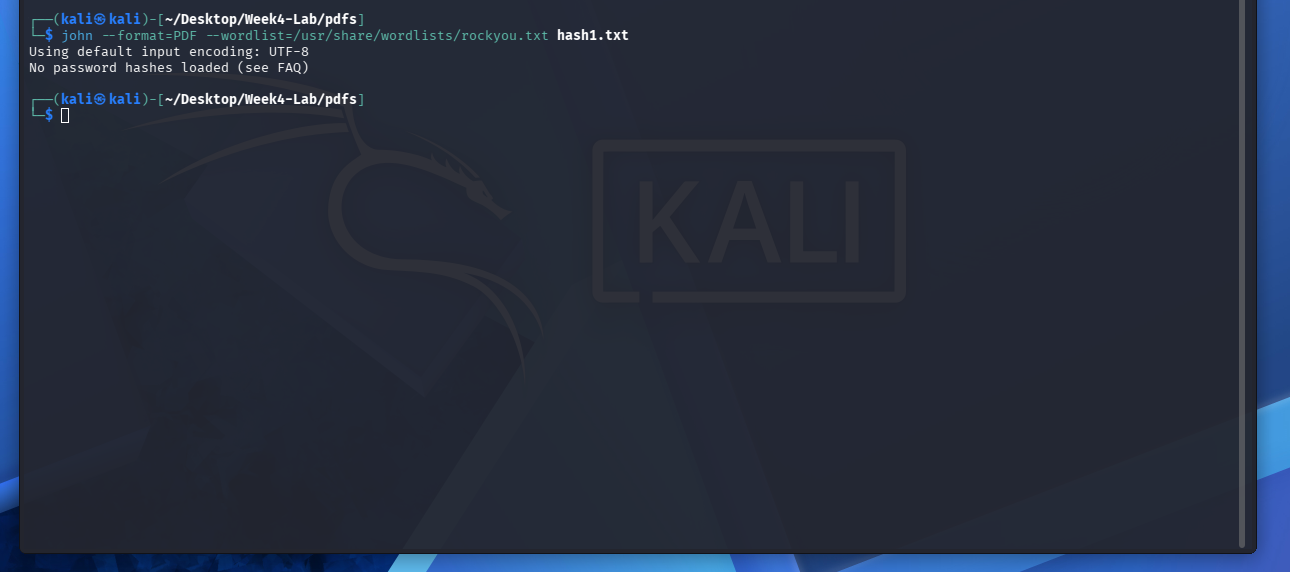 ┌──(kali㉿kali)-[~/Desktop/Week4-Lab/pdfs]
└─$ john --format=PDF --wordlist=/usr/share/wordlists/rockyou.txt hash1.txt
Using default input encoding: UTF-8
No password hashes loaded (see FAQ)
┌──(kali㉿kali)-[~/Desktop/Week4-Lab/pdfs]
└─$
KALI